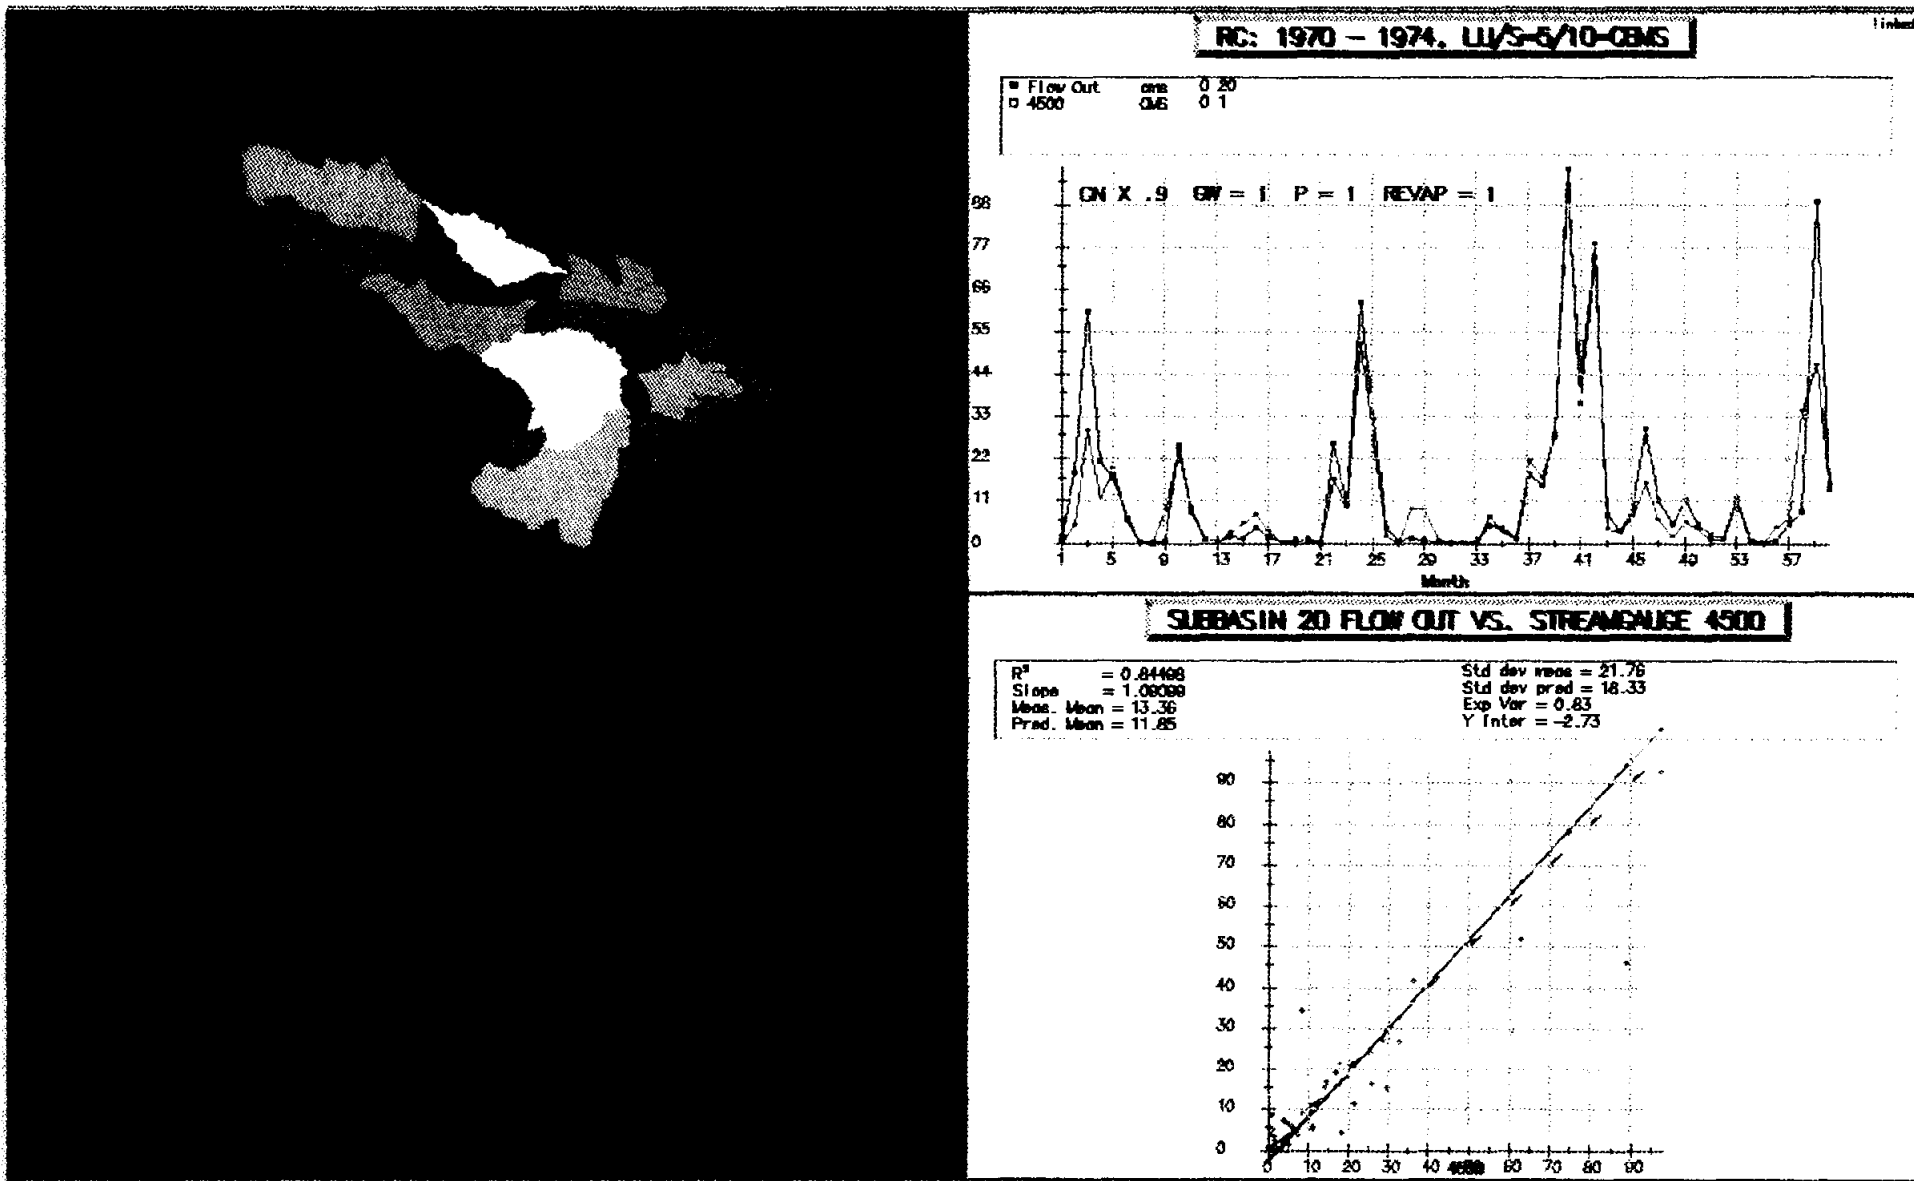 linked
RC: 1970 - 1974. LU/S-5/10-CEMS
Flow Out cms 0 20
4500 CMS 0 1
CN X .9 GW = 1 P = 1 REVAP = 1
88
77
66
55
44
33
22
11
0
1 5 9 13 17 21 25 29 33 37 41 45 49 53 57
Month
SUBBASIN 20 FLOW OUT VS. STREAMGAUGE 4500
R² = 0.84498
Slope = 1.09099
Meas. Mean = 13.36
Pred. Mean = 11.85
Std dev meas = 21.76
Std dev pred = 18.33
Exp Var = 0.83
Y Inter = -2.73
90
80
70
60
50
40
30
20
10
0
0 10 20 30 40 60 70 80 90